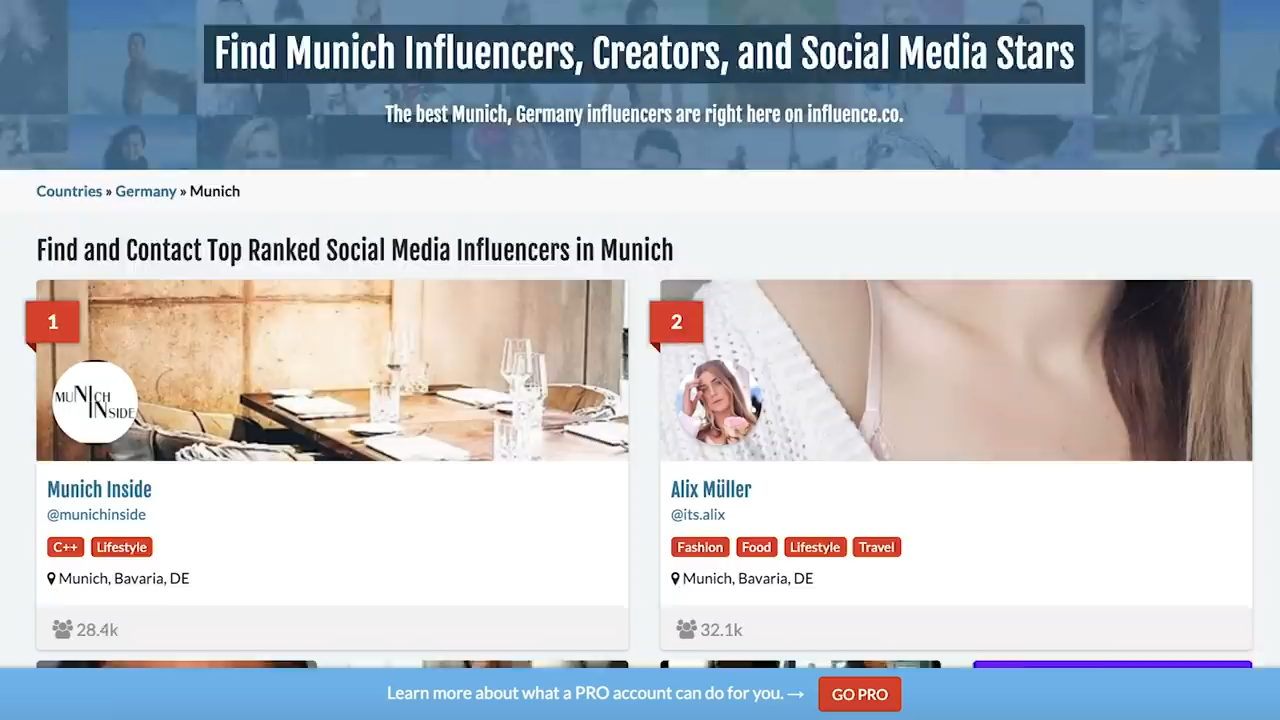 Find Munich Influencers, Creators, and Social Media Stars
The best Munich, Germany influencers are right here on influence.co.
Countries » Germany » Munich
Find and Contact Top Ranked Social Media Influencers in Munich
1
MUNICH
INSIDE
Munich Inside
@munichinside
C++ Lifestyle
Munich, Bavaria, DE
28.4k
2
Alix Müller
@its.alix
Fashion Food Lifestyle Travel
Munich, Bavaria, DE
32.1k
Learn more about what a PRO account can do for you. → GO PRO